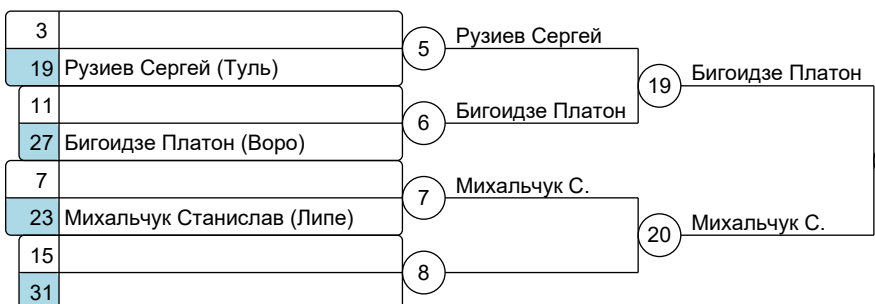 3
5 Рузиев Сергей
19 Рузиев Сергей (Туль)
19 Бигоидзе Платон
11
6 Бигоидзе Платон
27 Бигоидзе Платон (Воро)
7
7 Михальчук С.
23 Михальчук Станислав (Липе)
20 Михальчук С.
15
8
31